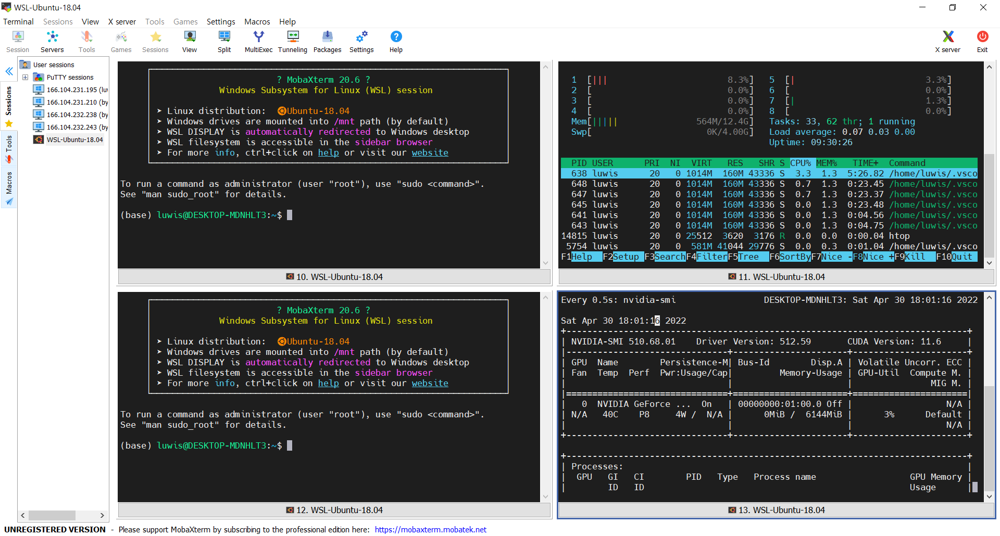 WSL-Ubuntu-18.04
Terminal Sessions View X server Tools Games Settings Macros Help
Session Servers Tools Games Sessions View Split MultiExec Tunneling Packages Settings Help X server Exit
Sessions
Tools
Macros
User sessions
PuTTY sessions
166.104.231.195 (lu
166.104.231.210 (by
166.104.232.238 (by
166.104.232.243 (by
WSL-Ubuntu-18.04
? MobaXterm 20.6 ?
Windows Subsystem for Linux (WSL) session
➤ Linux distribution: Ubuntu-18.04
➤ Windows drives are mounted into /mnt path (by default)
➤ WSL DISPLAY is automatically redirected to Windows desktop
➤ WSL filesystem is accessible in the sidebar browser
➤ For more info, ctrl+click on help or visit our website
To run a command as administrator (user "root"), use "sudo <command>".
See "man sudo_root" for details.
(base) luwis@DESKTOP-MDNHLT3:~$
10. WSL-Ubuntu-18.04
1 [||| 8.3%] 5 [| 3.3%]
2 [ 0.0%] 6 [ 0.0%]
3 [ 0.0%] 7 [| 1.3%]
4 [ 0.0%] 8 [ 0.0%]
Mem[||||| 564M/12.4G] Tasks: 33, 62 thr; 1 running
Swp[ 0K/4.00G] Load average: 0.07 0.03 0.00
Uptime: 09:30:26
PID USER PRI NI VIRT RES SHR S CPU% MEM% TIME+ Command
638 luwis 20 0 1014M 160M 43336 S 3.3 1.3 5:26.82 /home/luwis/.vsco
648 luwis 20 0 1014M 160M 43336 S 0.7 1.3 0:23.45 /home/luwis/.vsco
647 luwis 20 0 1014M 160M 43336 S 0.7 1.3 0:23.37 /home/luwis/.vsco
645 luwis 20 0 1014M 160M 43336 S 0.0 1.3 0:23.48 /home/luwis/.vsco
641 luwis 20 0 1014M 160M 43336 S 0.0 1.3 0:04.56 /home/luwis/.vsco
643 luwis 20 0 1014M 160M 43336 S 0.0 1.3 0:04.75 /home/luwis/.vsco
14815 luwis 20 0 25512 3620 3176 R 0.0 0.0 0:00.04 htop
5754 luwis 20 0 581M 41044 29776 S 0.0 0.3 0:01.04 /home/luwis/.vsco
F1Help F2Setup F3SearchF4FilterF5Tree F6SortByF7Nice -F8Nice +F9Kill F10Quit
11. WSL-Ubuntu-18.04
? MobaXterm 20.6 ?
Windows Subsystem for Linux (WSL) session
➤ Linux distribution: Ubuntu-18.04
➤ Windows drives are mounted into /mnt path (by default)
➤ WSL DISPLAY is automatically redirected to Windows desktop
➤ WSL filesystem is accessible in the sidebar browser
➤ For more info, ctrl+click on help or visit our website
To run a command as administrator (user "root"), use "sudo <command>".
See "man sudo_root" for details.
(base) luwis@DESKTOP-MDNHLT3:~$
12. WSL-Ubuntu-18.04
Every 0.5s: nvidia-smi DESKTOP-MDNHLT3: Sat Apr 30 18:01:16 2022
Sat Apr 30 18:01:16 2022
| NVIDIA-SMI 510.68.01 Driver Version: 512.59 CUDA Version: 11.6 |
| GPU Name Persistence-M| Bus-Id Disp.A | Volatile Uncorr. ECC |
| Fan Temp Perf Pwr:Usage/Cap| Memory-Usage | GPU-Util Compute M. |
| | | MIG M. |
| 0 NVIDIA GeForce ... On | 00000000:01:00.0 Off | N/A |
| N/A 40C P8 4W / N/A | 0MiB / 6144MiB | 3% Default |
| | | N/A |
| Processes: |
| GPU GI CI PID Type Process name GPU Memory |
| ID ID Usage |
13. WSL-Ubuntu-18.04
UNREGISTERED VERSION - Please support MobaXterm by subscribing to the professional edition here: https://mobaxterm.mobatek.net